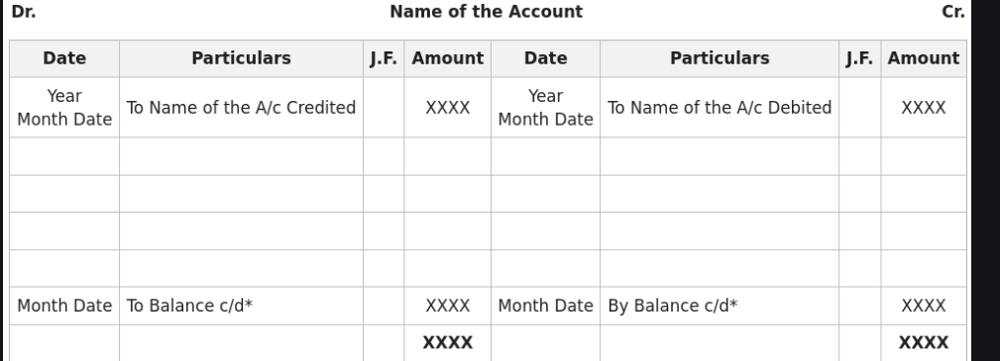 Dr. Name of the Account Cr.
Date Particulars J.F. Amount Date Particulars J.F. Amount
Year Month Date To Name of the A/c Credited XXXX Year Month Date To Name of the A/c Debited XXXX
Month Date To Balance c/d* XXXX Month Date By Balance c/d* XXXX
XXXX XXXX